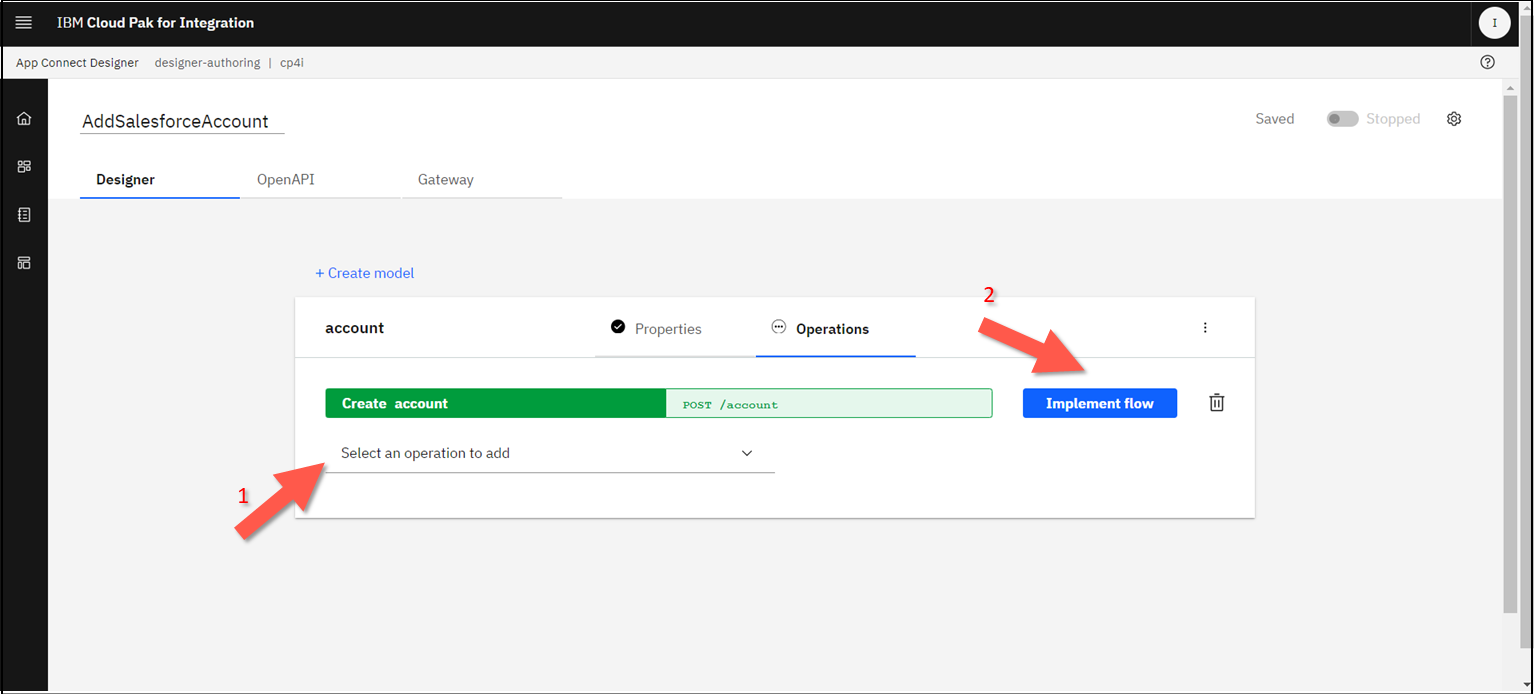 IBM Cloud Pak for Integration
I
App Connect Designer designer-authoring | cp4i
AddSalesforceAccount
Saved
Stopped
Designer
OpenAPI
Gateway
+ Create model
2
account
Properties
Operations
Create account
POST /account
Implement flow
Select an operation to add
1